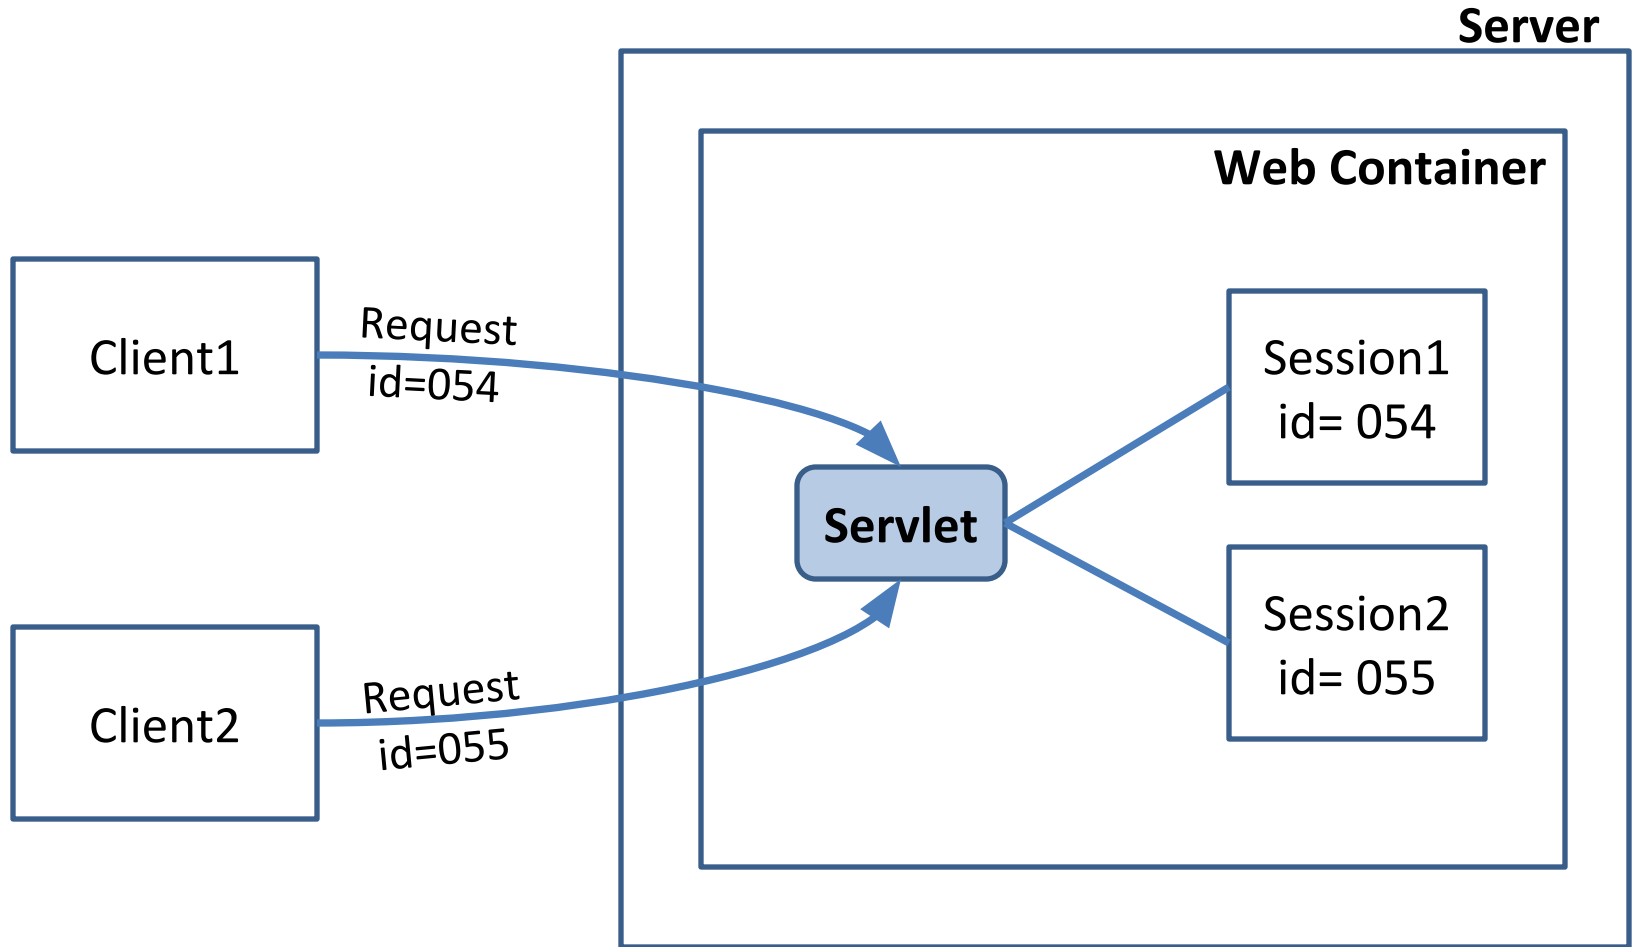 Server
Web Container
Client1
Request
id=054
Session1
id= 054
Servlet
Client2
Request
id=055
Session2
id= 055